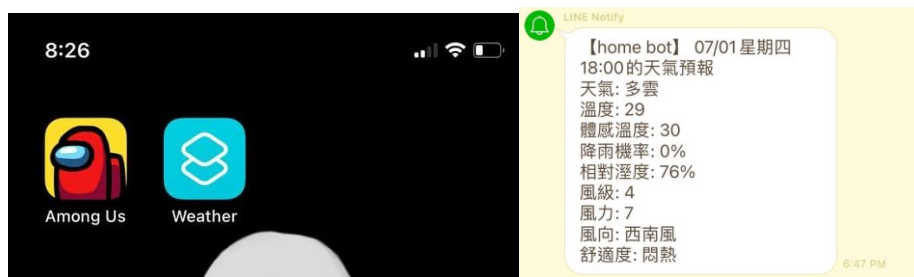 8:26
Among Us
Weather
LINE Notify
【home bot】 07/01星期四
18:00的天氣預報
天氣: 多雲
溫度: 29
體感溫度: 30
降雨機率: 0%
相對溼度: 76%
風級: 4
風力: 7
風向: 西南風
舒適度: 悶熱
6:47 PM